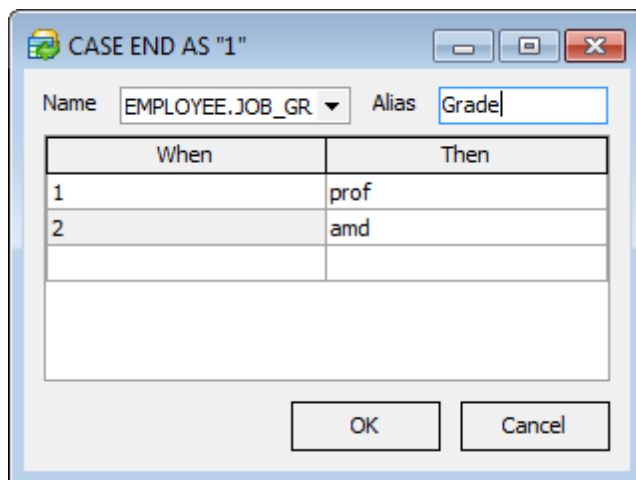 CASE END AS "1"
Name EMPLOYEE.JOB_GR Alias Grade
When Then
1 prof
2 amd
OK Cancel